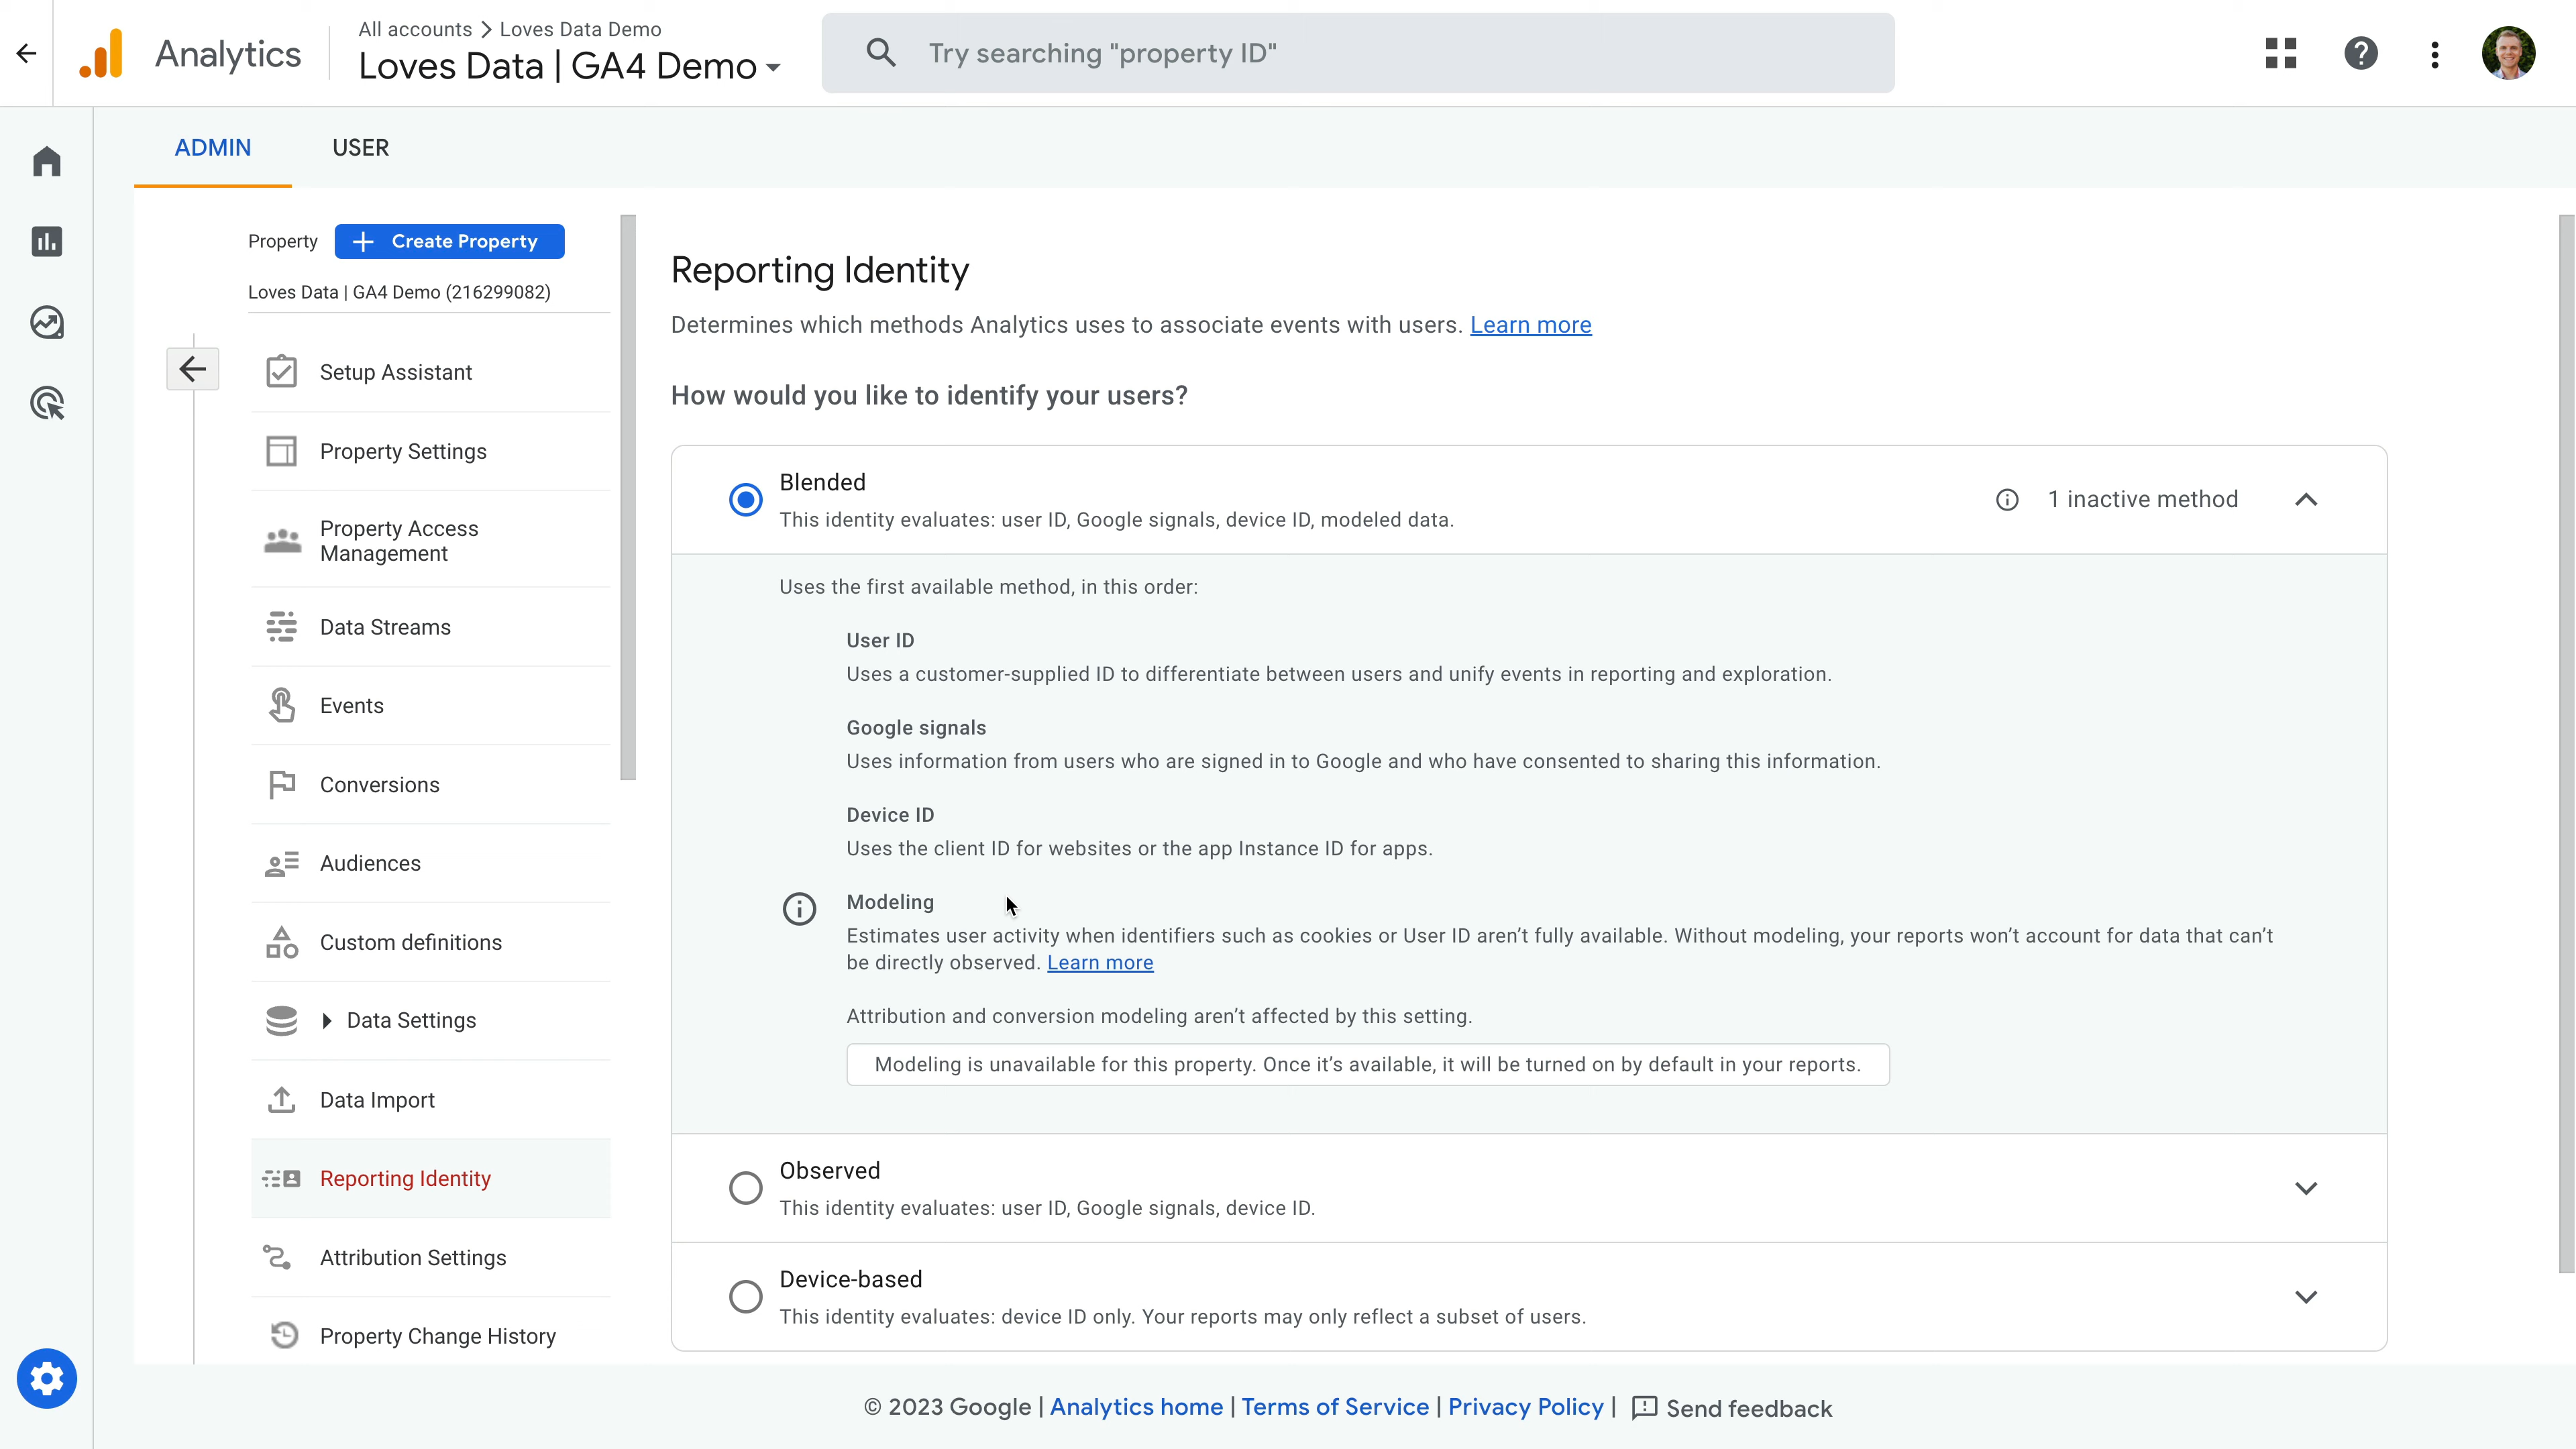 Analytics
All accounts > Loves Data Demo
Loves Data | GA4 Demo
Try searching "property ID"
ADMIN
USER
Property
Create Property
Loves Data | GA4 Demo (216299082)
Setup Assistant
Property Settings
Property Access
Management
Data Streams
Events
Conversions
Audiences
Custom definitions
Data Settings
Data Import
Reporting Identity
Attribution Settings
Property Change History
Reporting Identity
Determines which methods Analytics uses to associate events with users. Learn more
How would you like to identify your users?
Blended
This identity evaluates: user ID, Google signals, device ID, modeled data.
1 inactive method
Uses the first available method, in this order:
User ID
Uses a customer-supplied ID to differentiate between users and unify events in reporting and exploration.
Google signals
Uses information from users who are signed in to Google and who have consented to sharing this information.
Device ID
Uses the client ID for websites or the app Instance ID for apps.
Modeling
Estimates user activity when identifiers such as cookies or User ID aren’t fully available. Without modeling, your reports won’t account for data that can’t
be directly observed. Learn more
Attribution and conversion modeling aren’t affected by this setting.
Modeling is unavailable for this property. Once it’s available, it will be turned on by default in your reports.
Observed
This identity evaluates: user ID, Google signals, device ID.
Device-based
This identity evaluates: device ID only. Your reports may only reflect a subset of users.
© 2023 Google | Analytics home | Terms of Service | Privacy Policy | Send feedback